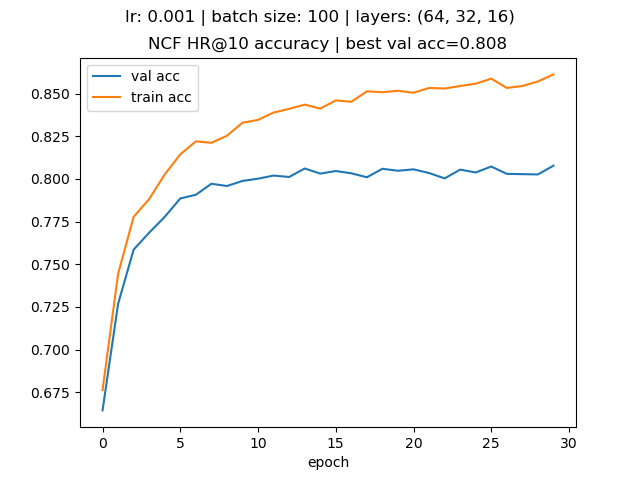 lr: 0.001 | batch size: 100 | layers: (64, 32, 16)
NCF HR@10 accuracy | best val acc=0.808
val acc
train acc
0.850
0.825
0.800
0.775
0.750
0.725
0.700
0.675
0 5 10 15 20 25 30
epoch